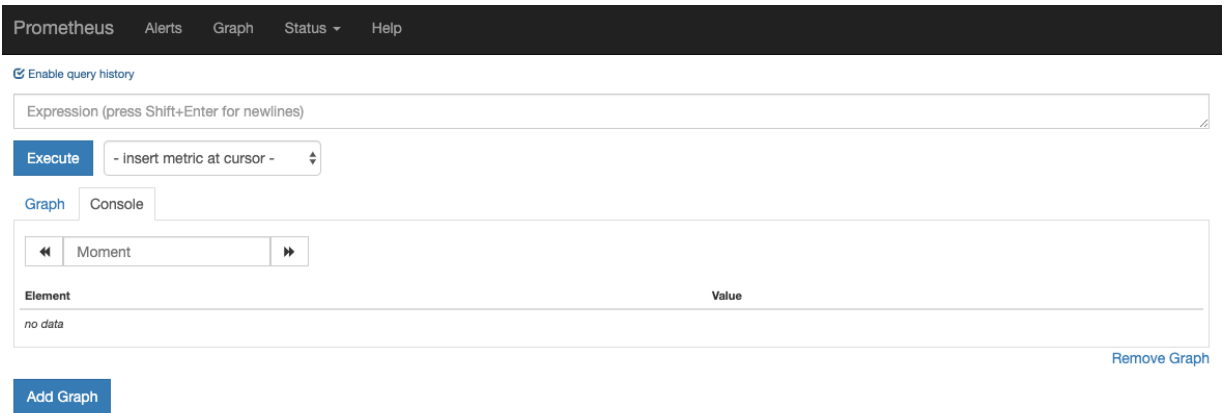 Prometheus Alerts Graph Status Help
Enable query history
Expression (press Shift+Enter for newlines)
Execute - insert metric at cursor -
Graph Console
Moment
Element Value
no data
Remove Graph
Add Graph